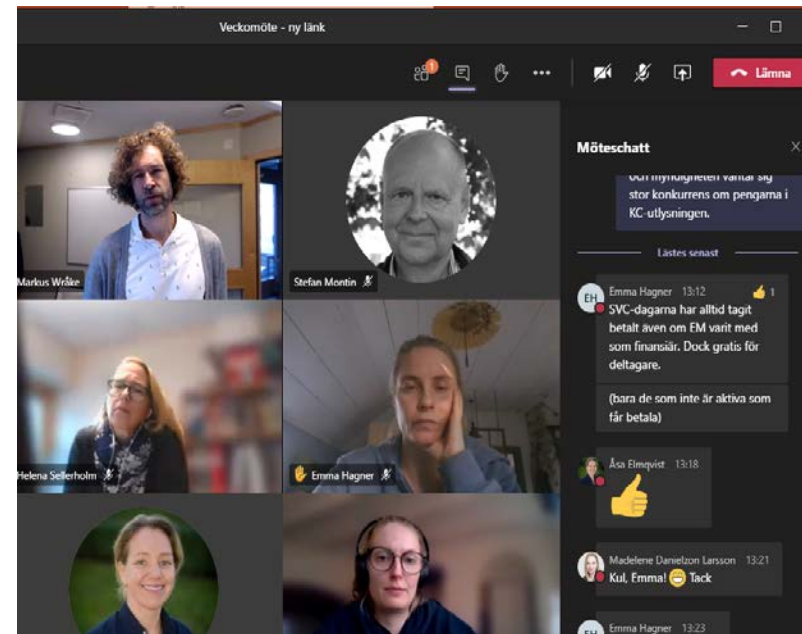 Veckomöte - ny länk
1
Lämna
Markus Wråke
Stefan Montin
Helena Sellerholm
Emma Hagner
Möteschatt
och myndigheten väntar sig
stor konkurrens om pengarna i
KC-utlysningen.
Lästes senast
EH
Emma Hagner 13:12
1
SVC-dagarna har alltid tagit
betalt även om EM varit med
som finansiär. Dock gratis för
deltagare.
(bara de som inte är aktiva som
får betala)
Åsa Elmqvist 13:18
Madelene Danielzon Larsson 13:21
Kul, Emma! Tack
EH
Emma Hagner 13:23